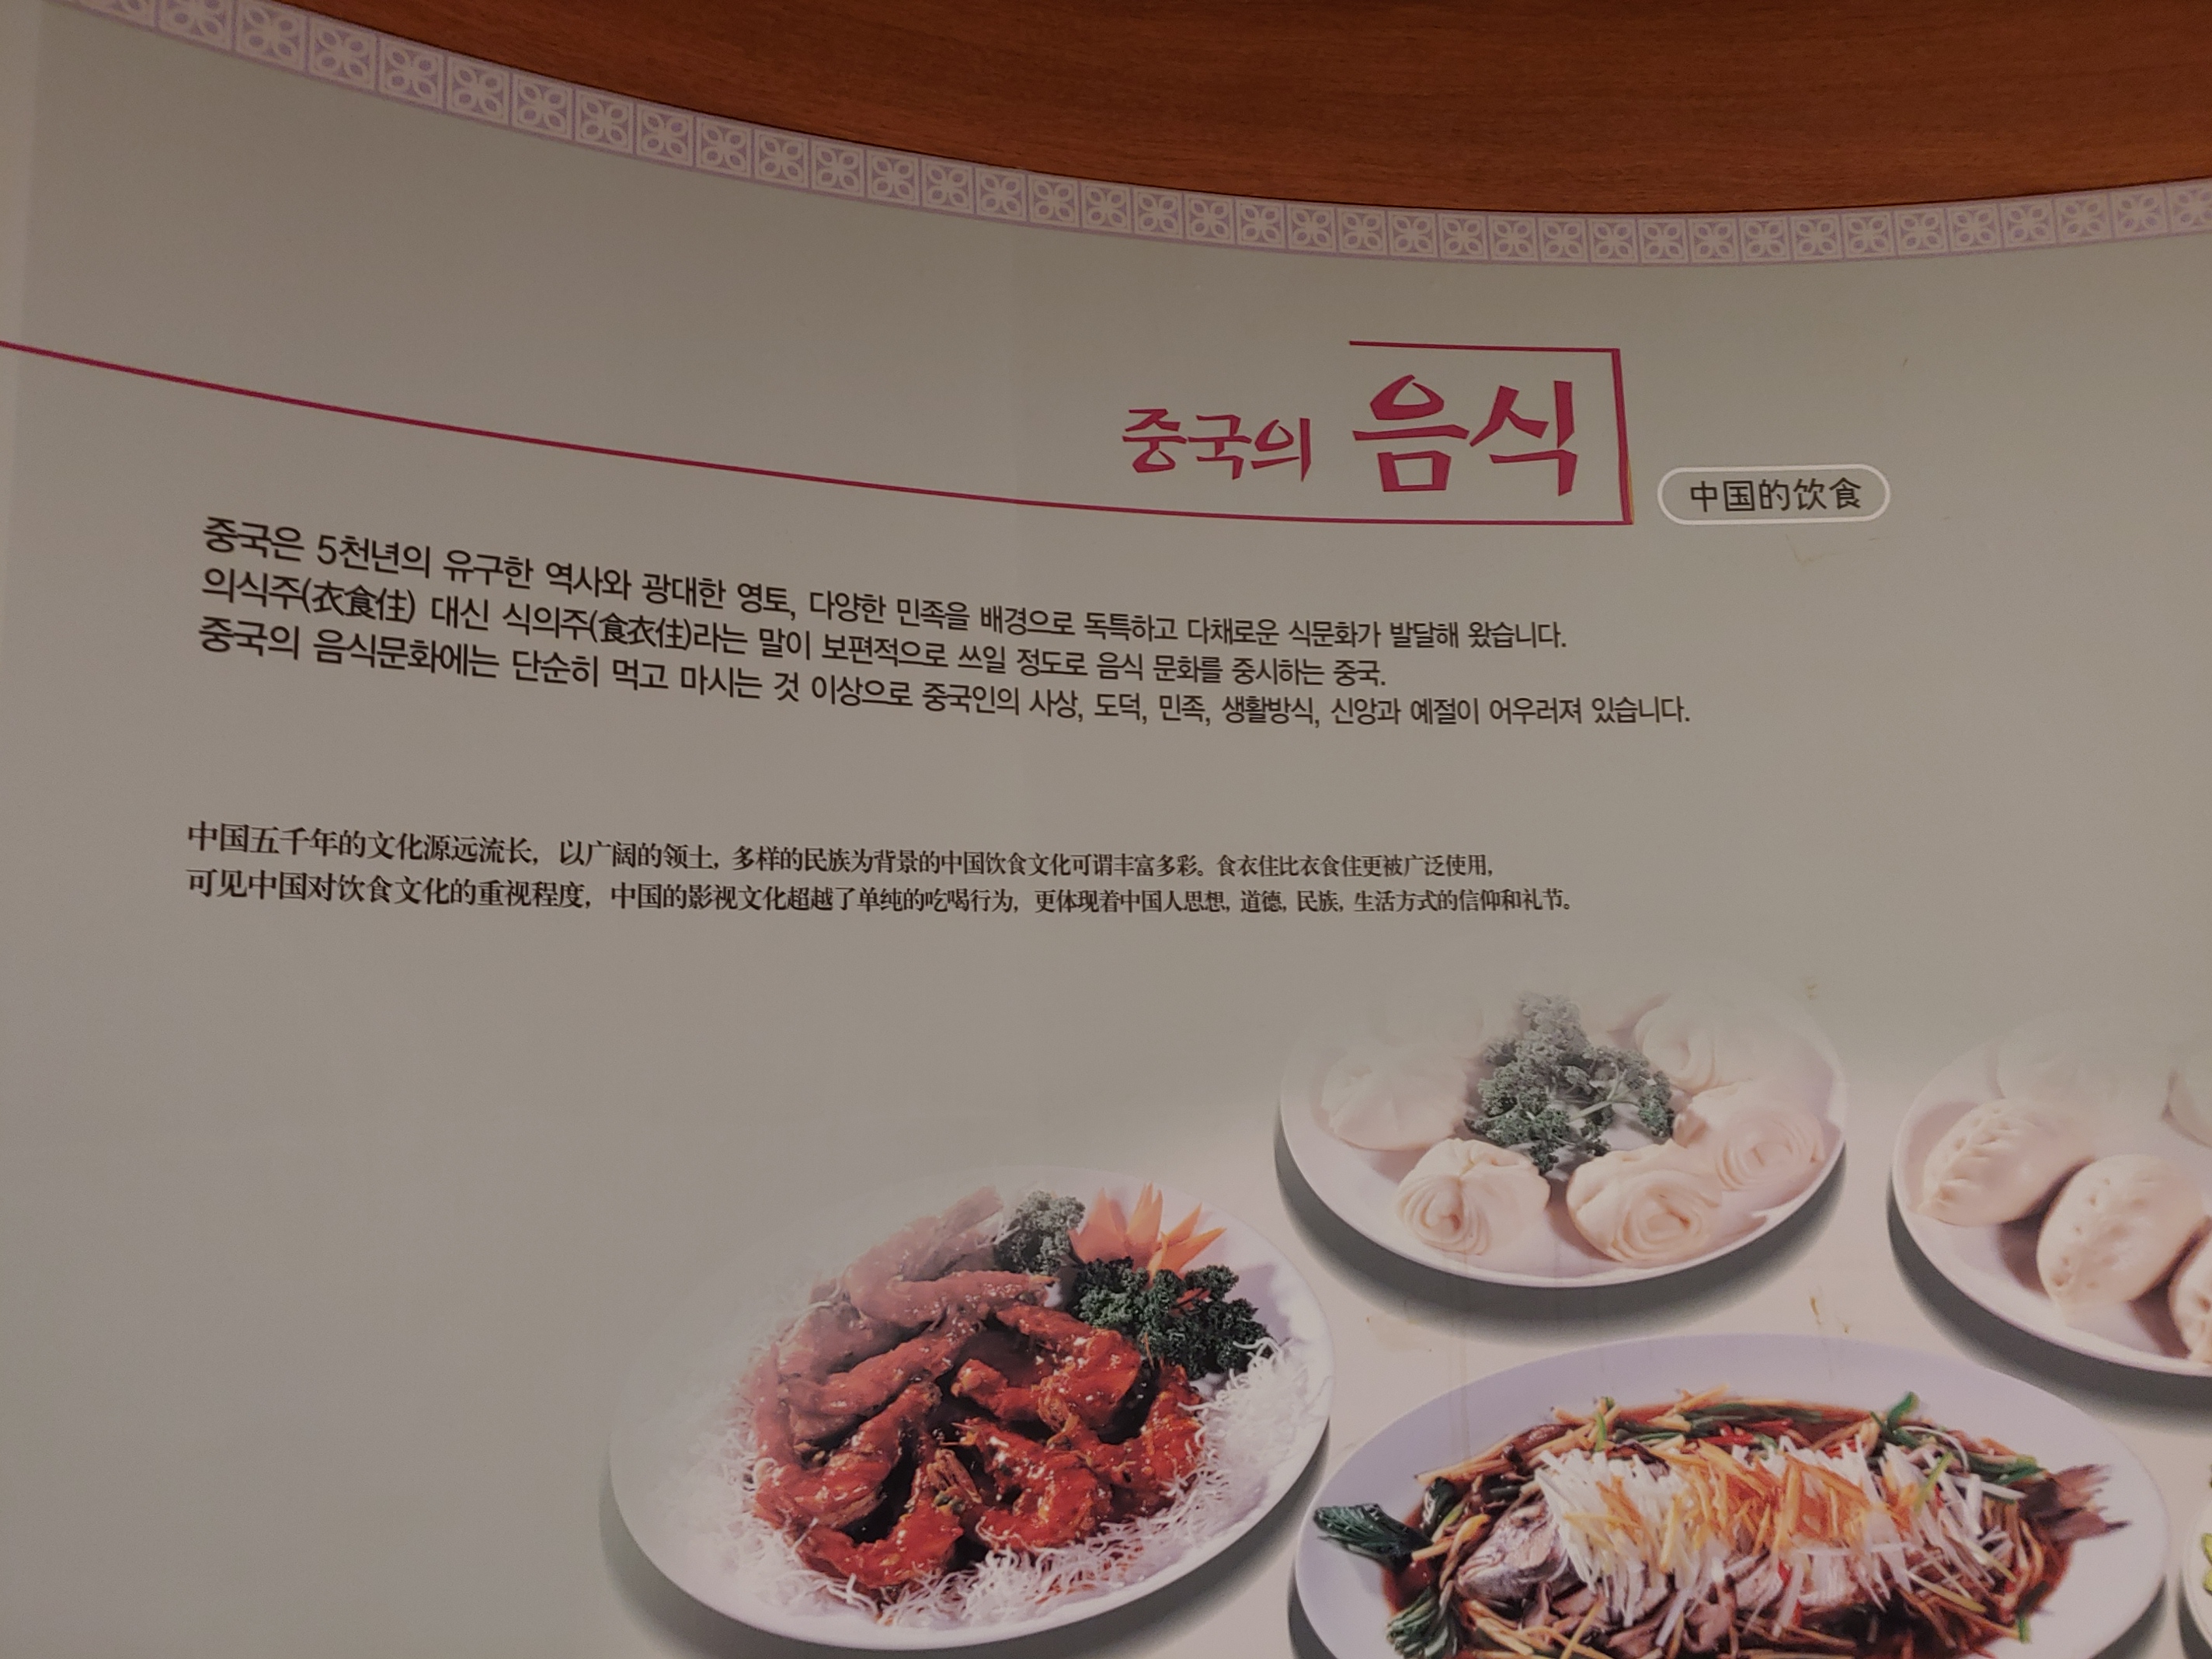 중국의 음식
中国的饮食
중국은 5천년의 유구한 역사와 광대한 영토, 다양한 민족을 배경으로 독특하고 다채로운 식문화가 발달해 왔습니다.
의식주(衣食住) 대신 식의주(食衣住)라는 말이 보편적으로 쓰일 정도로 음식 문화를 중시하는 중국.
중국의 음식문화에는 단순히 먹고 마시는 것 이상으로 중국인의 사상, 도덕, 민족, 생활방식, 신앙과 예절이 어우러져 있습니다.
中国五千年的文化源远流长，以广阔的领土, 多样的民族为背景的中国饮食文化可谓丰富多彩。食衣住比衣食住更被广泛使用,
可见中国对饮食文化的重视程度，中国的影视文化超越了单纯的吃喝行为，更体现着中国人思想, 道德, 民族, 生活方式的信仰和礼节。